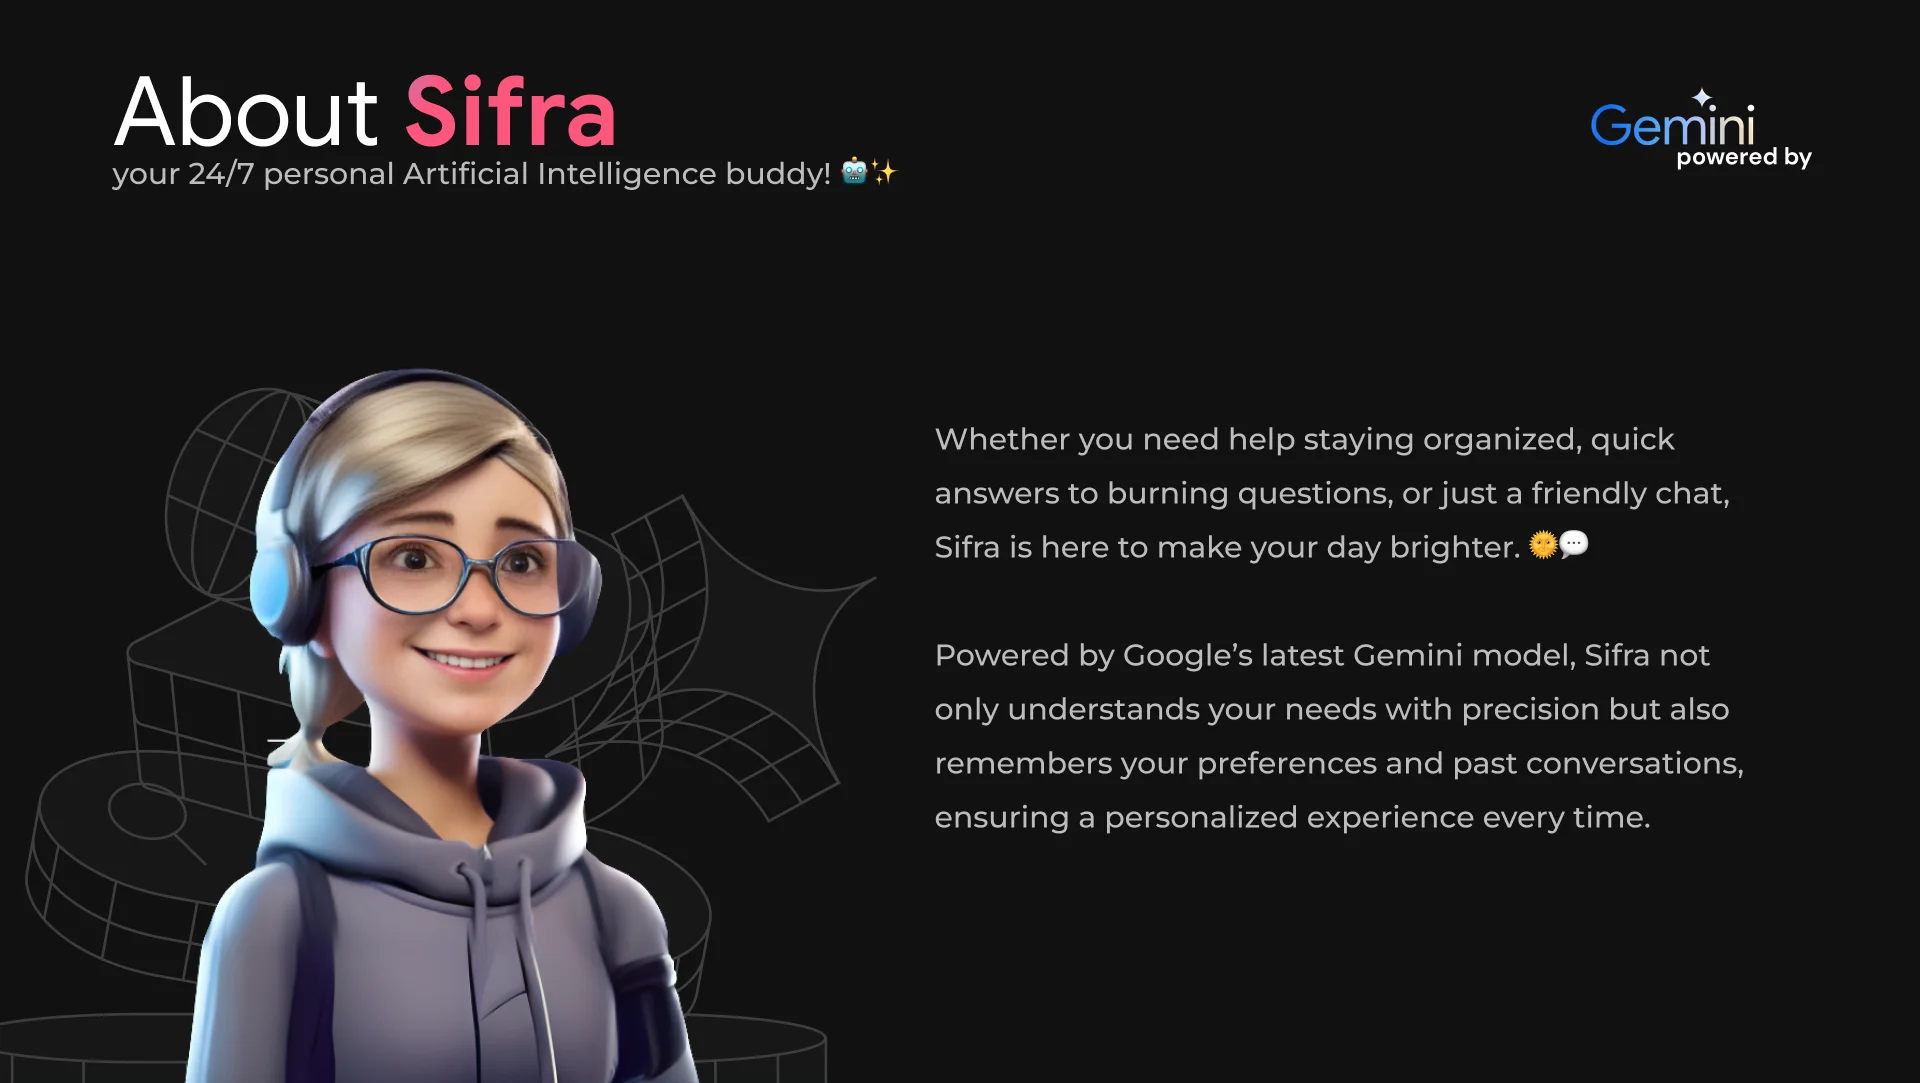 About Sifra
your 24/7 personal Artificial Intelligence buddy! 🤖✨
Gemini
powered by
Whether you need help staying organized, quick
answers to burning questions, or just a friendly chat,
Sifra is here to make your day brighter. 🌞💬
Powered by Google’s latest Gemini model, Sifra not
only understands your needs with precision but also
remembers your preferences and past conversations,
ensuring a personalized experience every time.